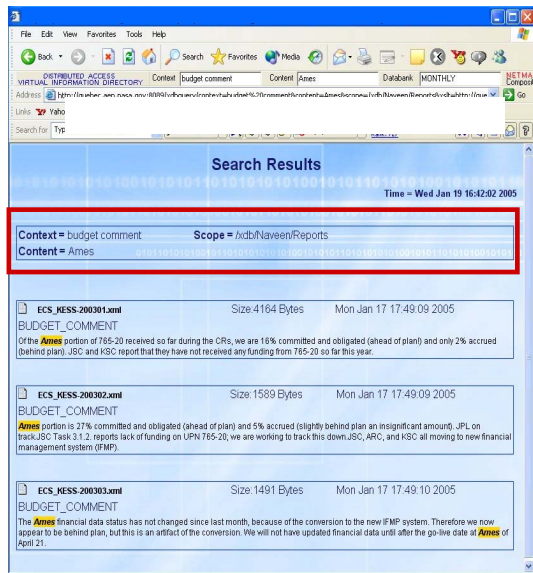 File Edit View Favorites Tools Help
Back Search Favorites Media
DISTRIBUTED ACCESS
VIRTUAL INFORMATION DIRECTORY Context budget comment Content Ames Databank MONTHLY NETMA
Composit
Address Go
Links Yaho
Search for Typ
Search Results
Time = Wed Jan 19 16:42:02 2005
Context = budget comment Scope = /xdb/Naveen/Reports
Content = Ames
ECS_KESS-200301.xml Size:4164 Bytes Mon Jan 17 17:49:09 2005
BUDGET_COMMENT
Of the Ames portion of 765-20 received so far during the CRs, we are 16% committed and obligated (ahead of plan!) and only 2% accrued
(behind plan). JSC and KSC report that they have not received any funding from 765-20 so far this year.
ECS_KESS-200302.xml Size:1589 Bytes Mon Jan 17 17:49:09 2005
BUDGET_COMMENT
Ames portion is 27% committed and obligated (ahead of plan) and 5% accrued (slightly behind plan an insignificant amount). JPL on
track.JSC Task 3.1.2. reports lack of funding on UPN 765-20; we are working to track this down.JSC, ARC, and KSC all moving to new financial
management system (IFMP).
ECS_KESS-200303.xml Size:1491 Bytes Mon Jan 17 17:49:10 2005
BUDGET_COMMENT
The Ames financial data status has not changed since last month, because of the conversion to the new IFMP system. Therefore we now
appear to be behind plan, but this is an artifact of the conversion. We will not have updated financial data until after the go-live date at Ames of
April 21.